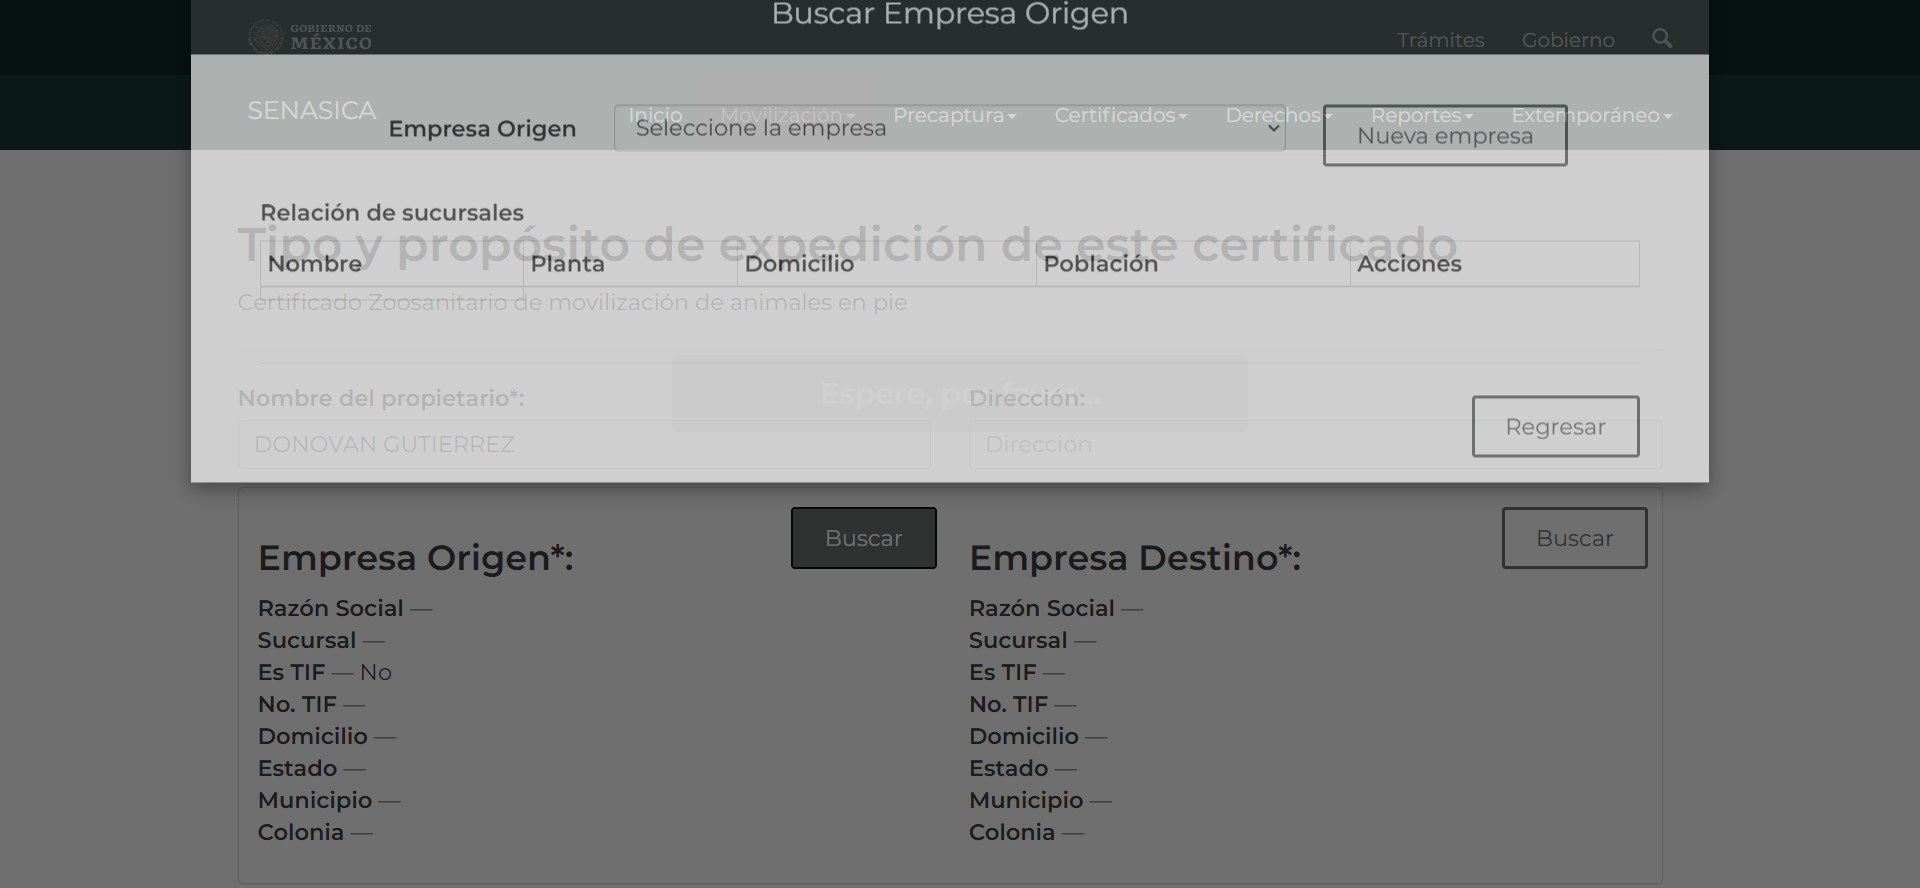 Buscar Empresa Origen
GOBIERNO DE
MÉXICO
Trámites
Gobierno
SENASICA
Inicio
Movilización
Precaptura
Certificados
Derechos
Reportes
Extemporáneo
Empresa Origen
Seleccione la empresa
Nueva empresa
Relación de sucursales
Tipo y propósito de expedición de este certificado
Nombre
Planta
Domicilio
Población
Acciones
Certificado Zoosanitario de movilización de animales en pie
Espere, por favor...
Nombre del propietario*:
Dirección:
DONOVAN GUTIERREZ
Dirección
Regresar
Empresa Origen*:
Buscar
Razón Social —
Sucursal —
Es TIF — No
No. TIF —
Domicilio —
Estado —
Municipio —
Colonia —
Empresa Destino*:
Buscar
Razón Social —
Sucursal —
Es TIF —
No. TIF —
Domicilio —
Estado —
Municipio —
Colonia —